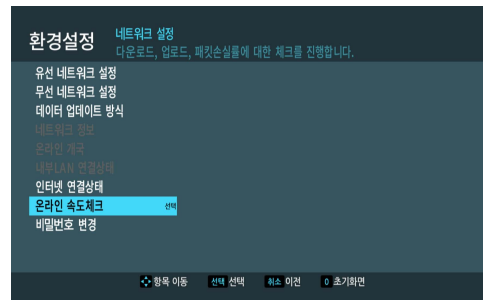 환경설정
네트워크 설정
다운로드, 업로드, 패킷손실률에 대한 체크를 진행합니다.
유선 네트워크 설정
무선 네트워크 설정
데이터 업데이트 방식
네트워크 정보
온라인 개국
내부LAN 연결상태
인터넷 연결상태
온라인 속도체크 선택
비밀번호 변경
항목 이동 선택 선택 취소 이전 0 초기화면